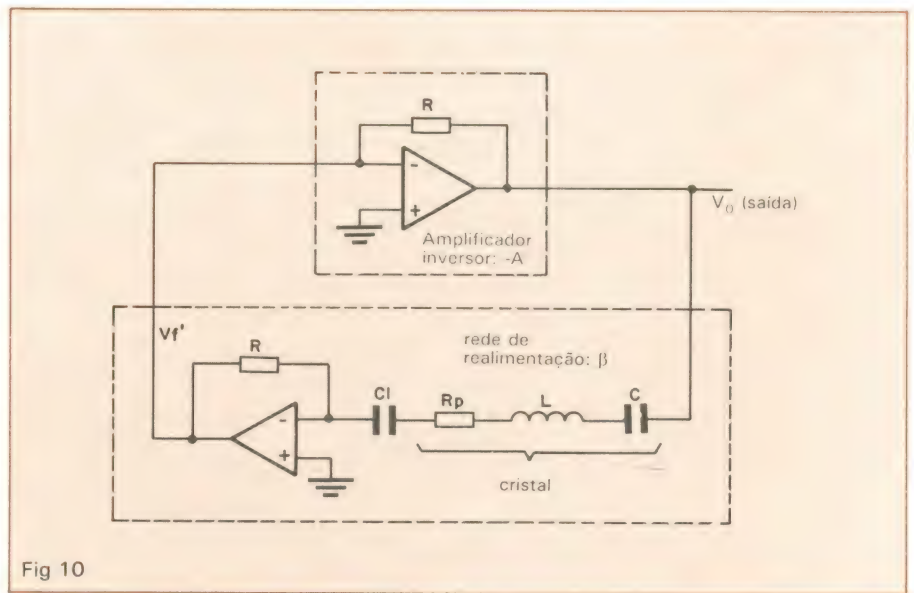 R
-
+
Amplificador
inversor: -A
V₀ (saída)
Vf'
R
-
+
rede de
realimentação: β
Cl
Rp
L
C
cristal
Fig 10